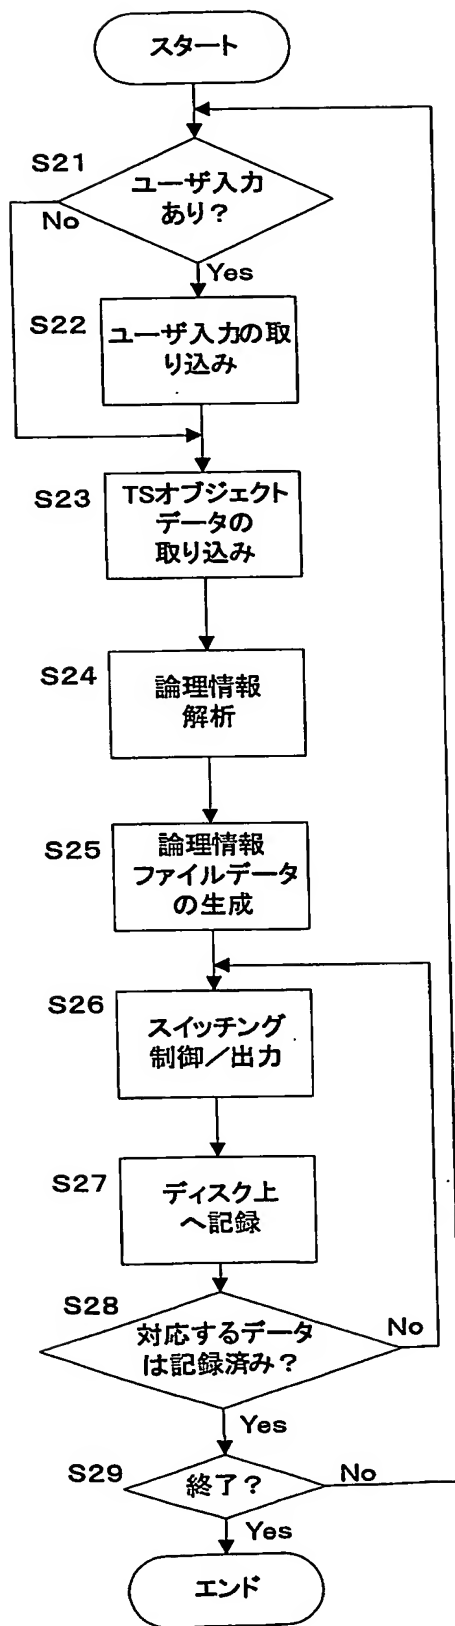 スタート
S21
ユーザ入力
あり？
No
Yes
S22
ユーザ入力の取
り込み
S23
TSオブジェクト
データの
取り込み
S24
論理情報
解析
S25
論理情報
ファイルデータ
の生成
S26
スイッチング
制御／出力
S27
ディスク上
へ記録
S28
対応するデータ
は記録済み？
No
Yes
S29
終了？
No
Yes
エンド